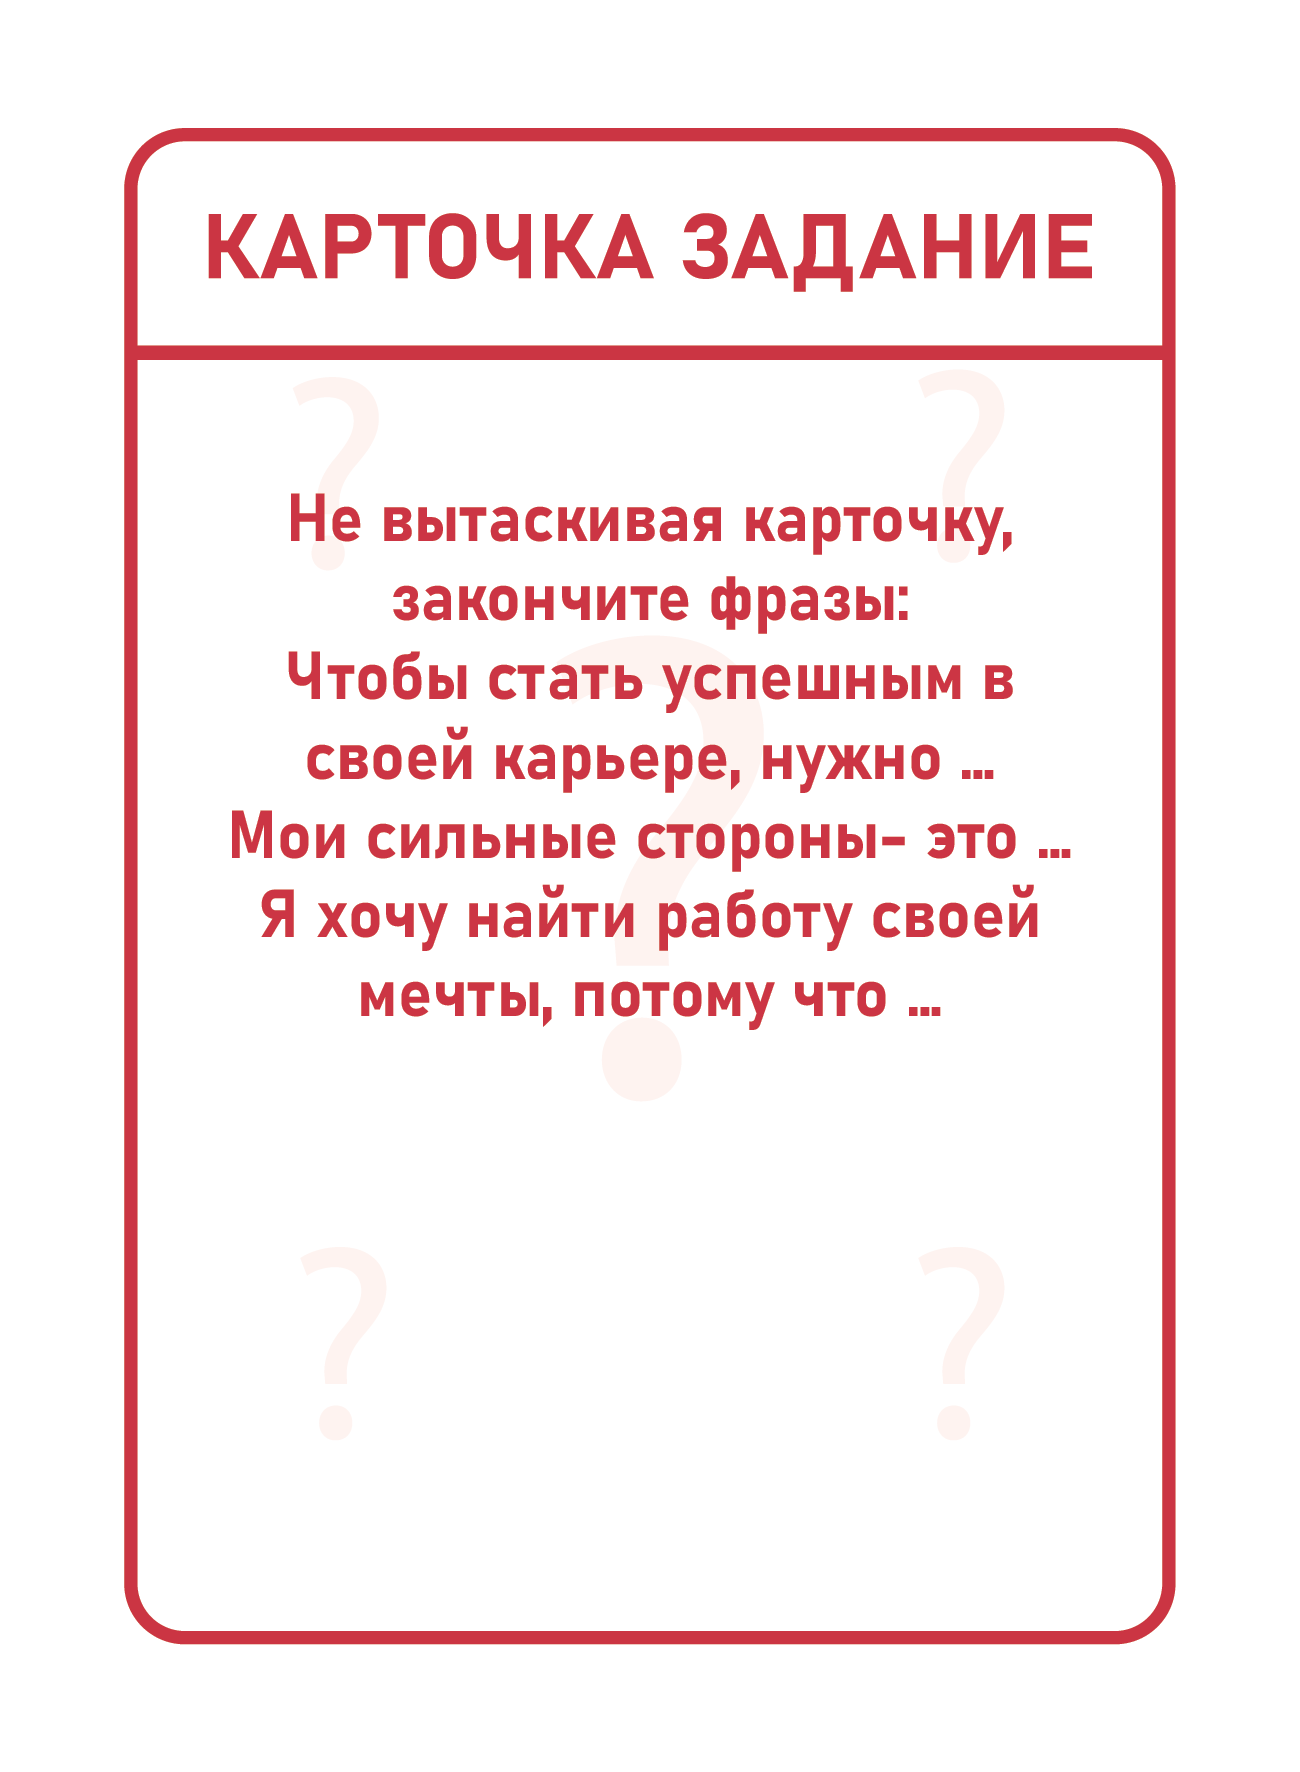 КАРТОЧКА ЗАДАНИЕ
Не вытаскивая карточку,
закончите фразы:
Чтобы стать успешным в
своей карьере, нужно ...
Мои сильные стороны- это ...
Я хочу найти работу своей
мечты, потому что ...